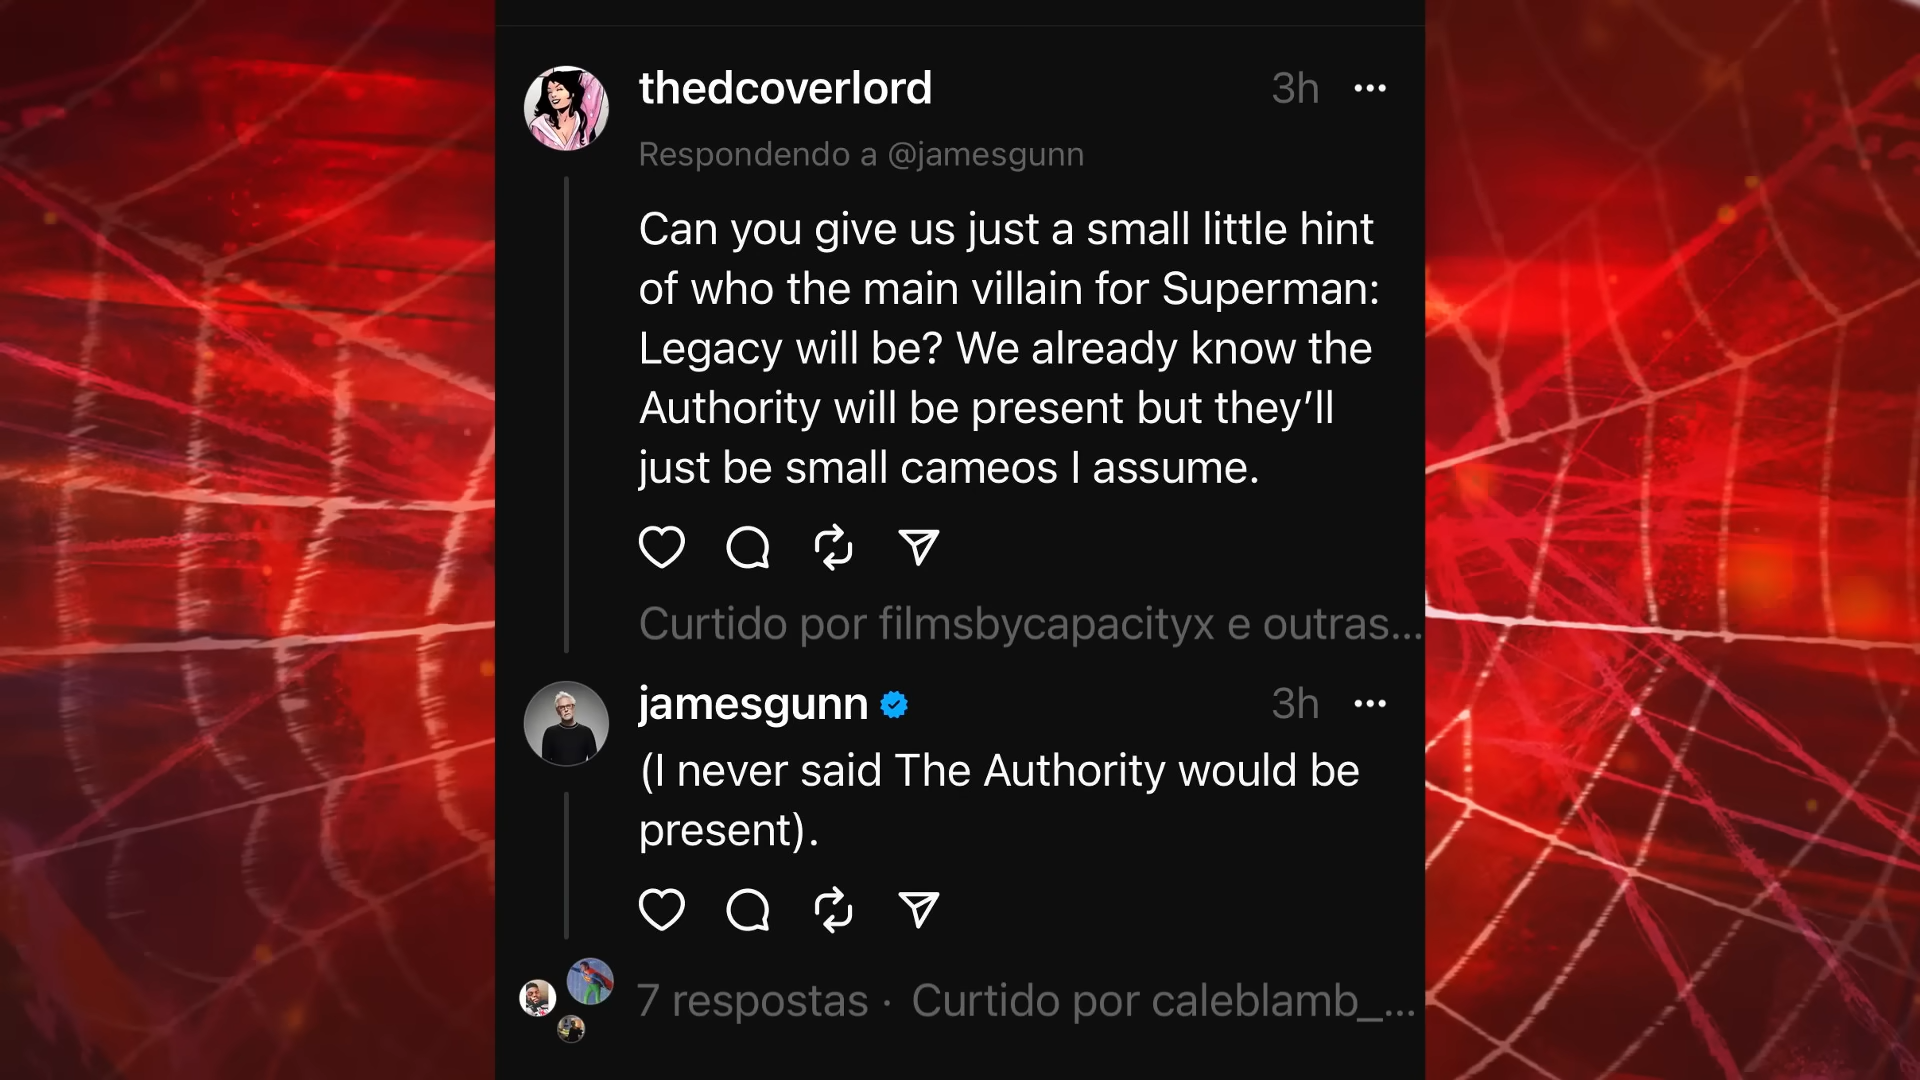 thedcoverlord 3h
Respondendo a @jamesgunn
Can you give us just a small little hint
of who the main villain for Superman:
Legacy will be? We already know the
Authority will be present but they’ll
just be small cameos I assume.
Curtido por filmsbycapacityx e outras...
jamesgunn 3h
(I never said The Authority would be
present).
7 respostas · Curtido por caleblamb_...